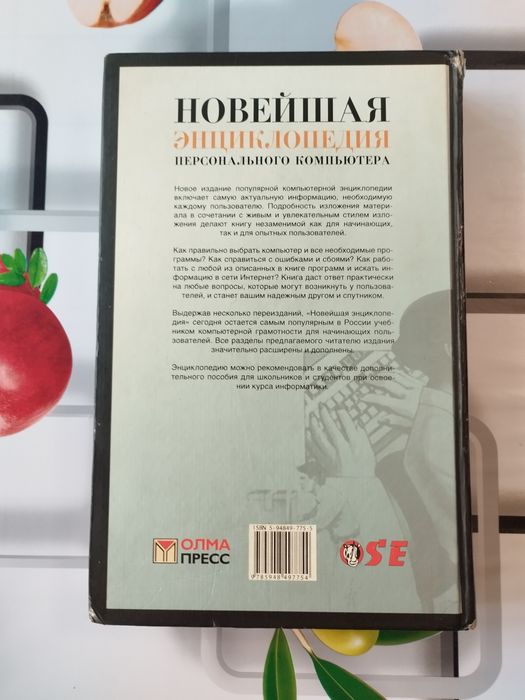 НОВЕЙШАЯ
ЭНЦИКЛОПЕДИЯ
ПЕРСОНАЛЬНОГО КОМПЬЮТЕРА
Новое издание популярной компьютерной энциклопедии
включает самую актуальную информацию, необходимую
каждому пользователю. Подробность изложения матери-
ала в сочетании с живым и увлекательным стилем изло-
жения делают книгу незаменимой как для начинающих,
так и для опытных пользователей.
Как правильно выбрать компьютер и все необходимые про-
граммы? Как справиться с ошибками и сбоями? Как рабо-
тать с любой из описанных в книге программ и искать ин-
формацию в сети Интернет? Книга даст ответ практически
на любые вопросы, которые могут возникнуть у пользова-
теля, и станет вашим надежным другом и спутником.
Выдержав несколько переизданий, «Новейшая энциклопе-
дия» сегодня остается самым популярным в России учеб-
ником компьютерной грамотности для начинающих поль-
зователей. Все разделы предлагаемого читателю издания
значительно расширены и дополнены.
Энциклопедию можно рекомендовать в качестве дополни-
тельного пособия для школьников и студентов при освое-
нии курса информатики.
ОЛМА
ПРЕСС
ISBN 5-94849-775-5
9785948497754
OSE